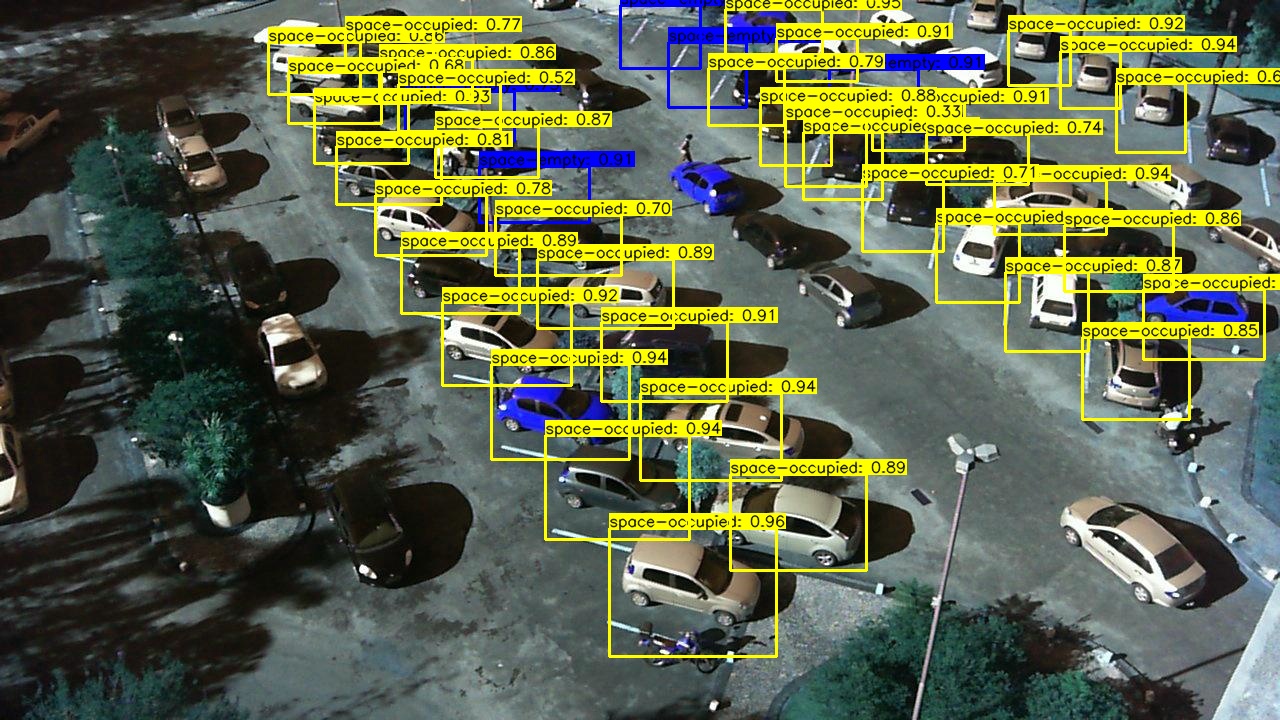 space-occupied: 0.95
space-occupied: 0.77
space-occupied: 0.92
space-occupied: 0.91
space-empty
space-occupied: 0.86
space-occupied: 0.94
space-occupied: 0.86
space-occupied: 0.79
empty: 0.91
space-occupied: 0.68
space-occupied: 0.52
space-occupied: 0.6
space-occupied: 0.93
space-occupied: 0.88
occupied: 0.91
space-occupied: 0.33
space-occupied: 0.87
space-occupied
space-occupied: 0.74
space-occupied: 0.81
space-empty: 0.91
space-occupied: 0.71
-occupied: 0.94
space-occupied: 0.78
space-occupied: 0.70
space-occupied
space-occupied: 0.86
space-occupied: 0.89
space-occupied: 0.89
space-occupied: 0.87
space-occupied:
space-occupied: 0.92
space-occupied: 0.91
space-occupied: 0.85
space-occupied: 0.94
space-occupied: 0.94
space-occupied: 0.94
space-occupied: 0.89
space-occupied: 0.96